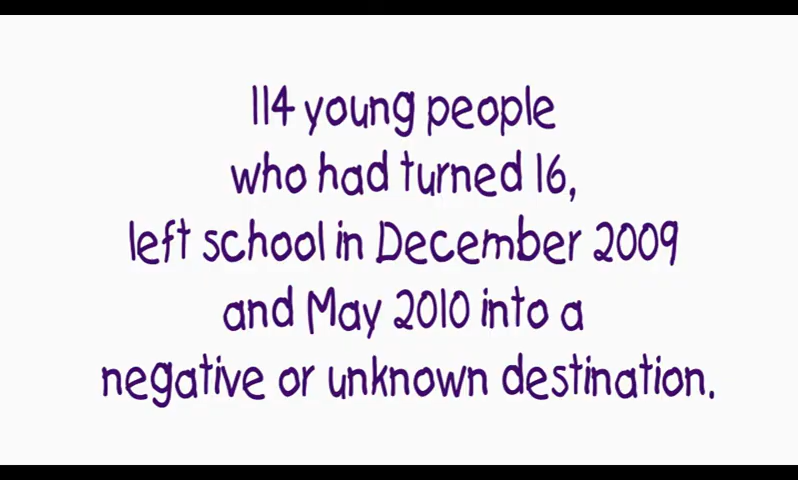 114 young people
who had turned 16,
left school in December 2009
and May 2010 into a
negative or unknown destination.